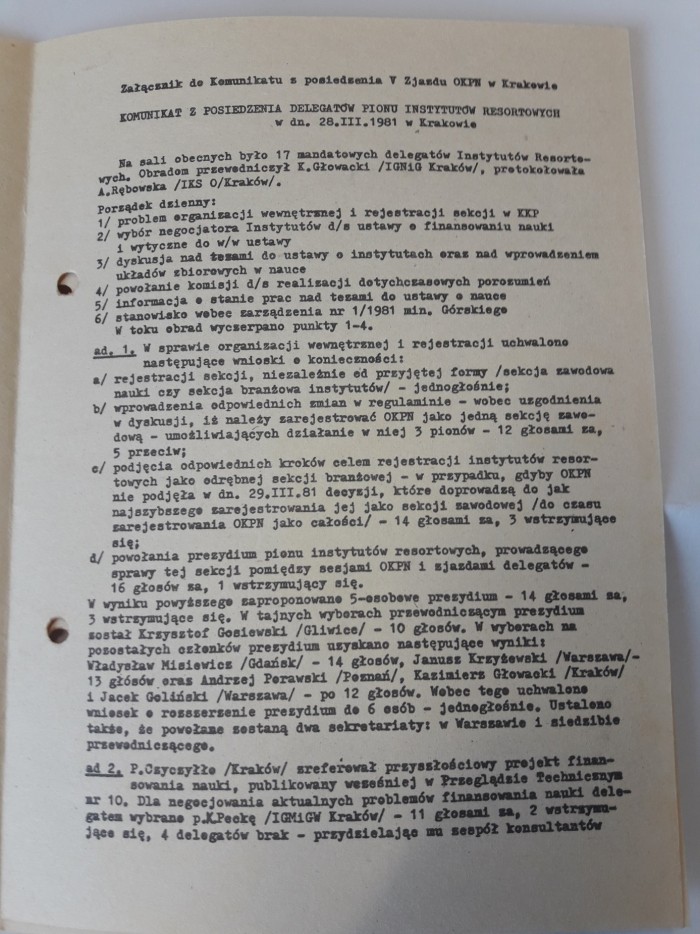 Załącznik do Komunikatu z posiedzenia V Zjazdu OKPN w Krakowie
KOMUNIKAT Z POSIEDZENIA DELEGATÓW PIONU INSTYTUTÓW RESORTOWYCH
w dn. 28.III.1981 w Krakowie
Na sali obecnych było 17 mandatowych delegatów Instytutów Resorto-
wych. Obradom przewodniczył K.Głowacki /IGNiG Kraków/, protokołowała
A.Rębowska /IKS O/Kraków/.
Porządek dzienny:
1/ problem organizacji wewnętrznej i rejestracji sekcji w KKP
2/ wybór negocjatora Instytutów d/s ustawy o finansowaniu nauki
i wytyczne do w/w ustawy
3/ dyskusja nad tezami do ustawy o instytutach oraz nad wprowadzeniem
układów zbiorowych w nauce
4/ powołanie komisji d/s realizacji dotychczasowych porozumień
5/ informacja o stanie prac nad tezami do ustawy o nauce
6/ stanowisko wobec zarządzenia nr 1/1981 min. Górskiego
W toku obrad wyczerpano punkty 1-4.
ad. 1. W sprawie organizacji wewnętrznej i rejestracji uchwalono
następujące wnioski o konieczności:
a/ rejestracji sekcji, niezależnie od przyjętej formy /sekcja zawodowa
nauki czy sekcja branżowa instytutów/ - jednogłośnie;
b/ wprowadzenia odpowiednich zmian w regulaminie - wobec uzgodnienia
w dyskusji, iż należy zarejestrować OKPN jako jedną sekcję zawo-
dową - umożliwiających działanie w niej 3 pionów - 12 głosami za,
5 przeciw;
c/ podjęcia odpowiednich kroków celem rejestracji instytutów resor-
towych jako odrębnej sekcji branżowej - w przypadku, gdyby OKPN
nie podjęła w dn. 29.III.81 decyzji, które doprowadzą do jak
najszybszego zarejestrowania jej jako sekcji zawodowej /do czasu
zarejestrowania OKPN jako całości/ - 14 głosami za, 3 wstrzymujące
się;
d/ powołania prezydium pionu instytutów resortowych, prowadzącego
sprawy tej sekcji pomiędzy sesjami OKPN i zjazdami delegatów -
16 głosów za, 1 wstrzymujący się.
W wyniku powyższego zaproponowano 5-osobowe prezydium - 14 głosami za,
3 wstrzymujące się. W tajnych wyborach przewodniczącym prezydium
został Krzysztof Gosiewski /Gliwice/ - 10 głosów. W wyborach na
pozostałych członków prezydium uzyskano następujące wyniki:
Władysław Misiewicz /Gdańsk/ - 14 głosów, Janusz Krzyżewski /Warszawa/-
13 głosów oraz Andrzej Porawski /Poznań/, Kazimierz Głowacki /Kraków/
i Jacek Goliński /Warszawa/ - po 12 głosów. Wobec tego uchwalono
wniosek o rozszerzenie prezydium do 6 osób - jednogłośnie. Ustalono
także, że powołane zostaną dwa sekretariaty: w Warszawie i siedzibie
przewodniczącego.
ad 2. P.Czyczyłło /Kraków/ zreferował przyszłościowy projekt finan-
sowania nauki, publikowany wcześniej w Przeglądzie Technicznym
nr 10. Dla negocjowania aktualnych problemów finansowania nauki dele-
gatem wybrano p.K.Peckę /IGMiGW Kraków/ - 11 głosami za, 2 wstrzymu-
jące się, 4 delegatów brak - przydzielając mu zespół konsultantów